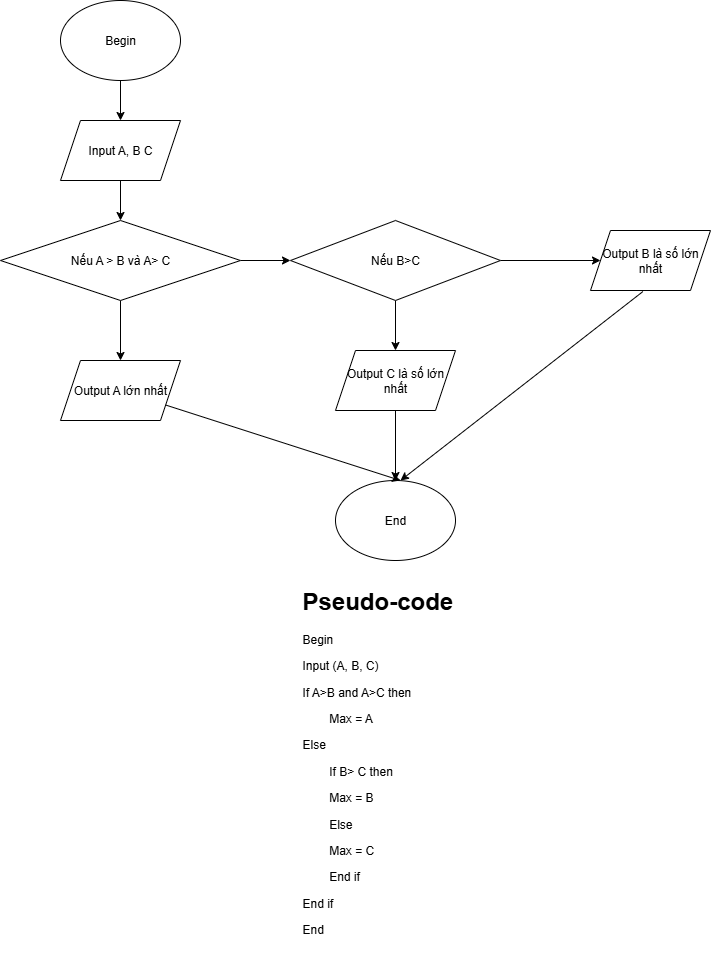 Begin
Input A, B C
Nếu A > B và A> C
Nếu B>C
Output B là số lớn
nhất
Output A lớn nhất
Output C là số lớn
nhất
End
Pseudo-code
Begin
Input (A, B, C)
If A>B and A>C then
Max = A
Else
If B> C then
Max = B
Else
Max = C
End if
End if
End